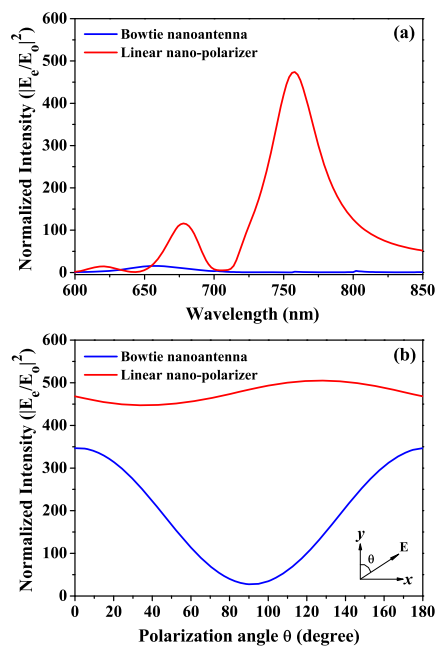 (a)
Bowtie nanoantenna
Linear nano-polarizer
Normalized Intensity (|Eₑ/Eₒ|²)
600
500
400
300
200
100
0
600 650 700 750 800 850
Wavelength (nm)
(b)
Bowtie nanoantenna
Linear nano-polarizer
Normalized Intensity (|Eₑ/Eₒ|²)
600
500
400
300
200
100
0
y
θ
E
x
0 20 40 60 80 100 120 140 160 180
Polarization angle θ (degree)